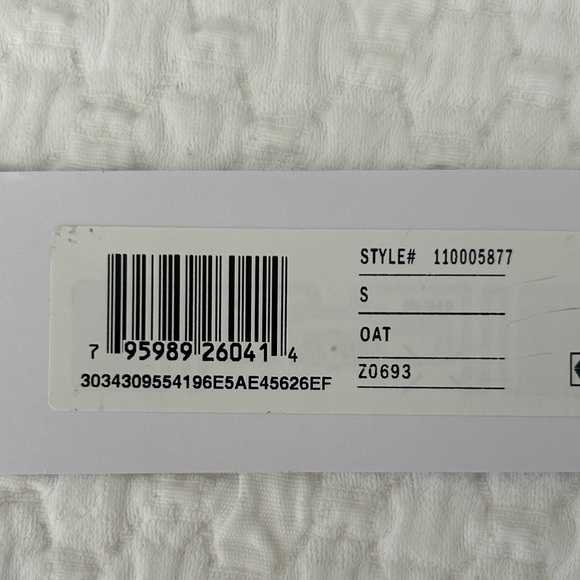 STYLE# 110005877
S
OAT
Z0693
7 95989 26041 4
3034309554196E5AE45626EF